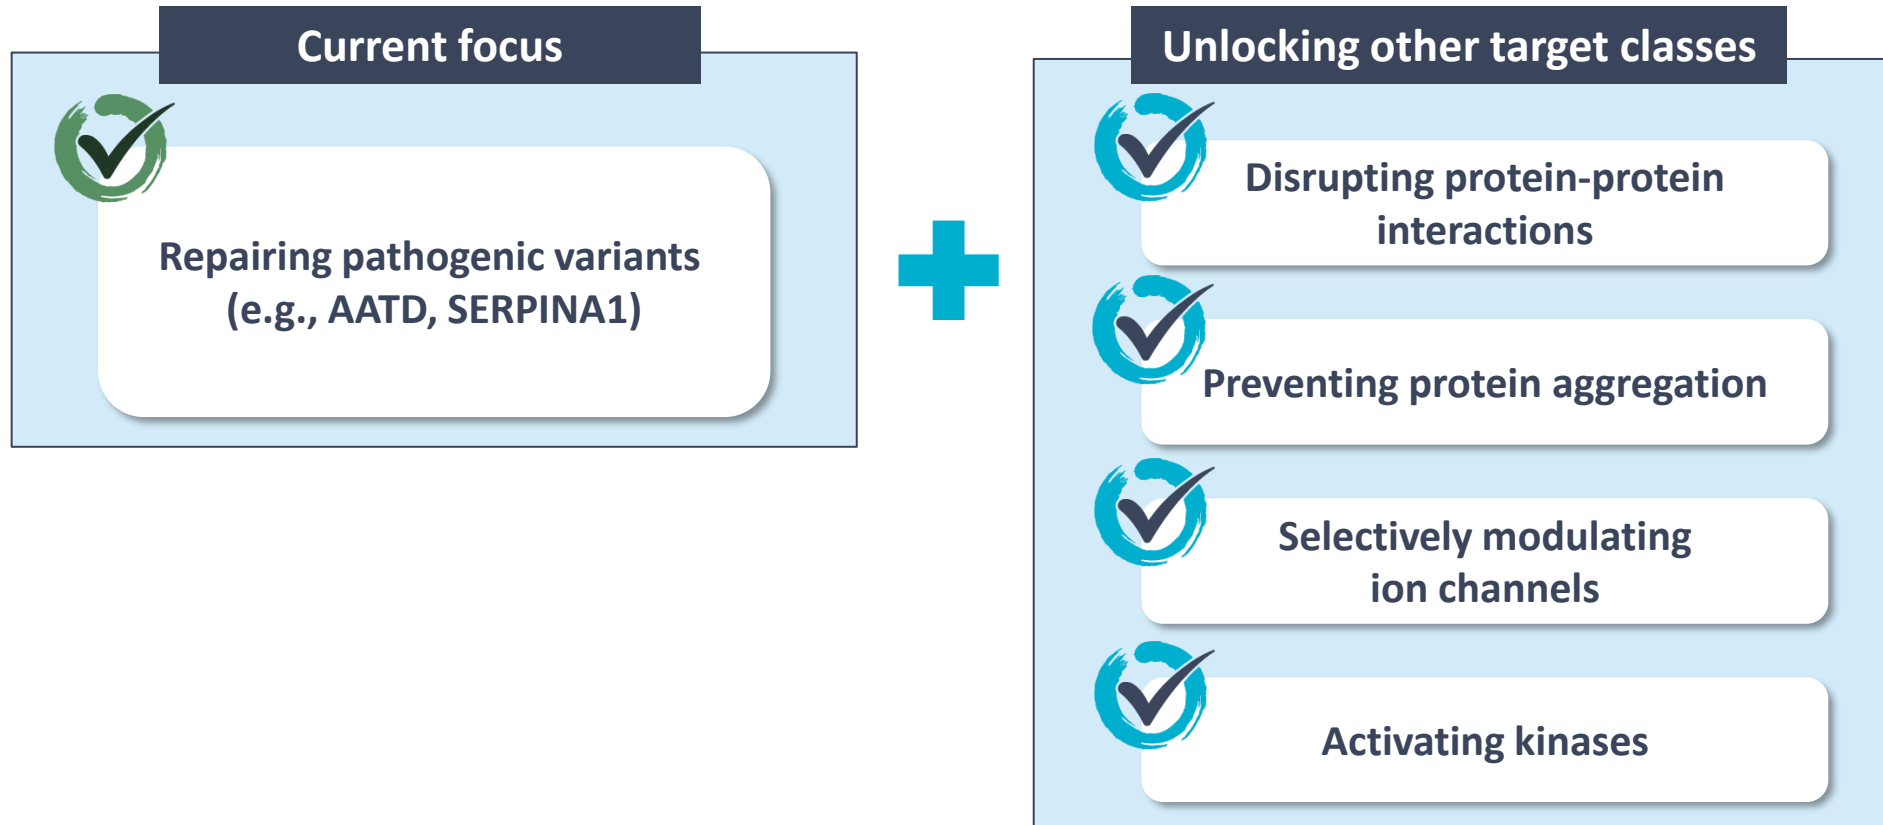 Current focus
Repairing pathogenic variants
(e.g., AATD, SERPINA1)
Unlocking other target classes
Disrupting protein-protein
interactions
Preventing protein aggregation
Selectively modulating
ion channels
Activating kinases